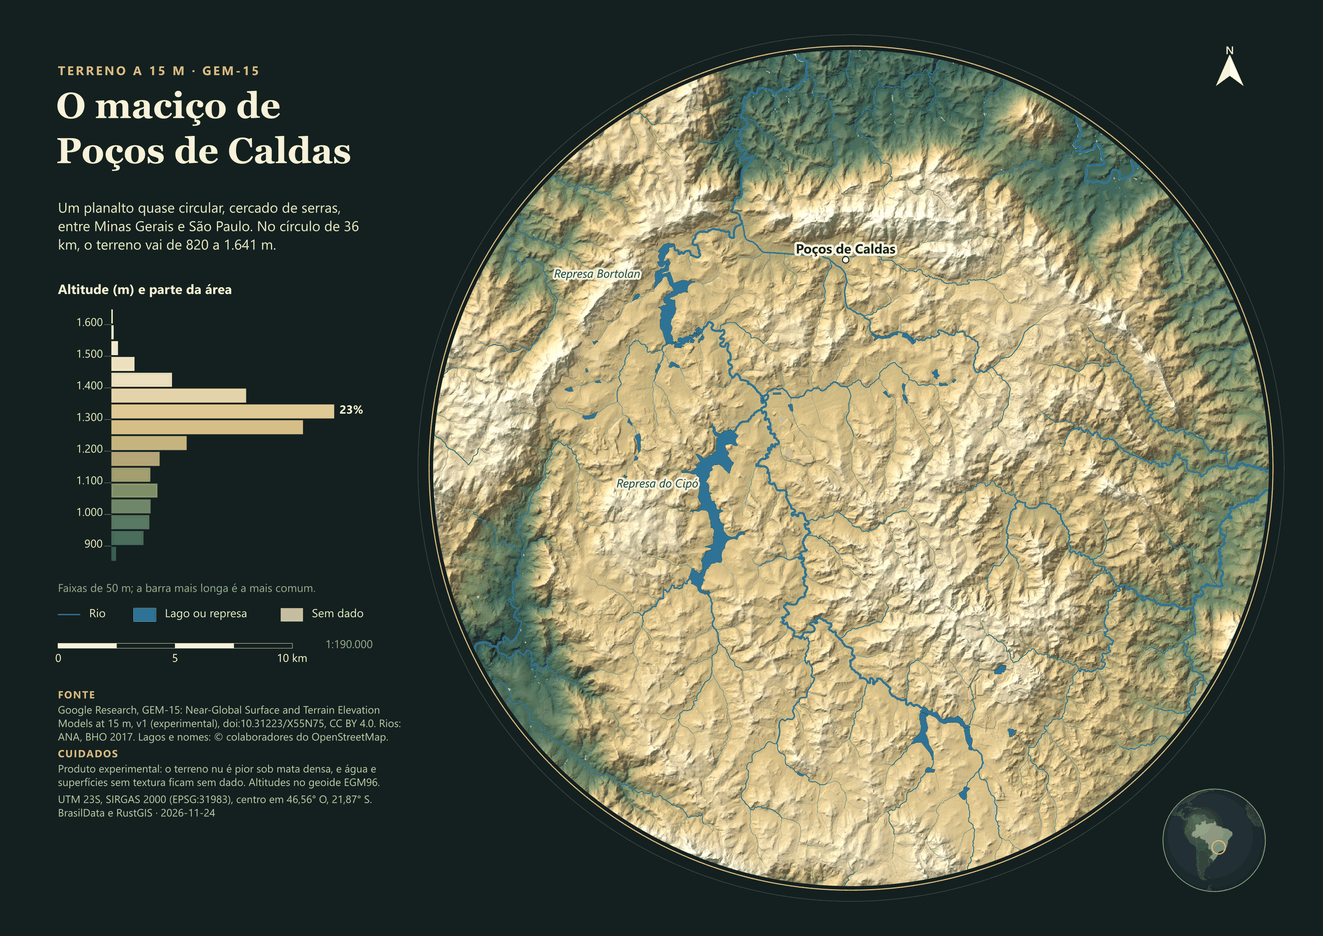 TERRENO A 15 M · GEM-15
O maciço de
Poços de Caldas
Um planalto quase circular, cercado de serras,
entre Minas Gerais e São Paulo. No círculo de 36
km, o terreno vai de 820 a 1.641 m.
Altitude (m) e parte da área
1.600
1.500
1.400
1.300
23%
1.200
1.100
1.000
900
Faixas de 50 m; a barra mais longa é a mais comum.
Rio
Lago ou represa
Sem dado
1:190.000
0
5
10 km
FONTE
Google Research, GEM-15: Near-Global Surface and Terrain Elevation
Models at 15 m, v1 (experimental), doi:10.31223/X55N75, CC BY 4.0. Rios:
ANA, BHO 2017. Lagos e nomes: © colaboradores do OpenStreetMap.
CUIDADOS
Produto experimental: o terreno nu é pior sob mata densa, e água e
superfícies sem textura ficam sem dado. Altitudes no geoide EGM96.
UTM 23S, SIRGAS 2000 (EPSG:31983), centro em 46,56° O, 21,87° S.
BrasilData e RustGIS · 2026-11-24
N
Poços de Caldas
Represa Bortolan
Represa do Cipó